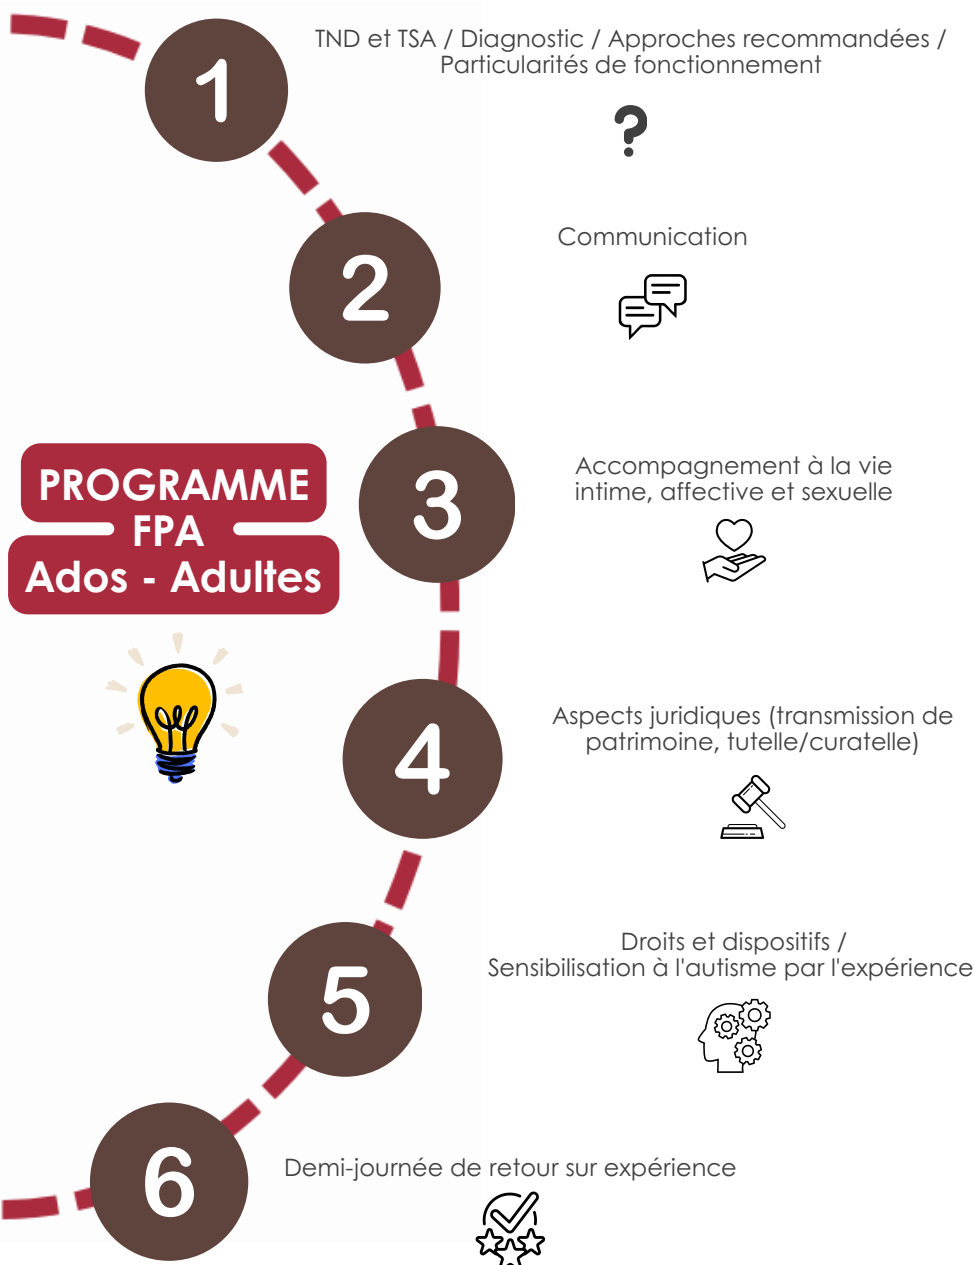 1
TND et TSA / Diagnostic / Approches recommandées /
Particularités de fonctionnement
?
2
Communication
PROGRAMME
FPA
Ados - Adultes
3
Accompagnement à la vie
intime, affective et sexuelle
4
Aspects juridiques (transmission de
patrimoine, tutelle/curatelle)
5
Droits et dispositifs /
Sensibilisation à l'autisme par l'expérience
6
Demi-journée de retour sur expérience